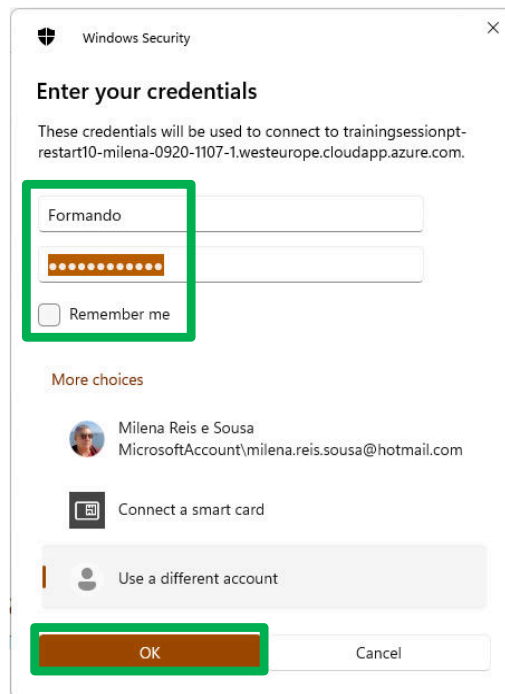 Windows Security
Enter your credentials
These credentials will be used to connect to trainingsessionpt-
restart10-milena-0920-1107-1.westeurope.cloudapp.azure.com.
Formando
●●●●●●●●●●●●
Remember me
More choices
Milena Reis e Sousa
MicrosoftAccount\milena.reis.sousa@hotmail.com
Connect a smart card
Use a different account
OK
Cancel